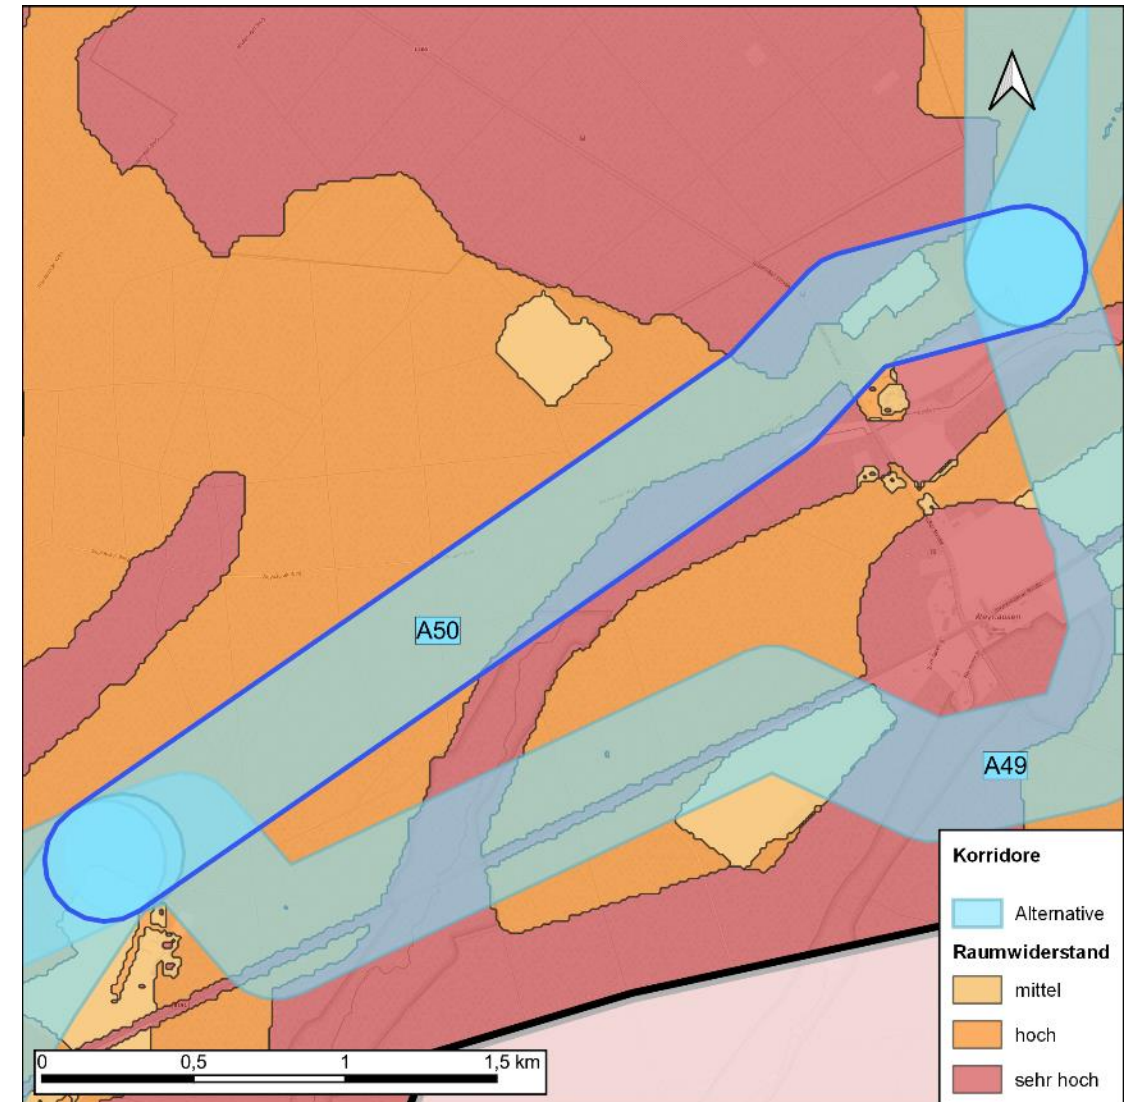 A50
A49
Korridore
Alternative
Raumwiderstand
mittel
hoch
sehr hoch
0 0,5 1 1,5 km